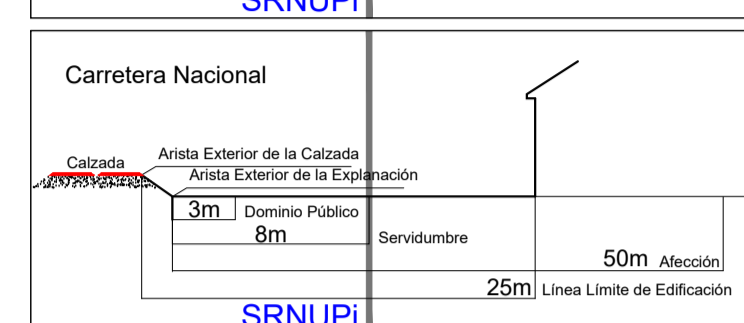 SRNUPi
Carretera Nacional
Calzada
Arista Exterior de la Calzada
Arista Exterior de la Explanación
3m Dominio Público
8m Servidumbre
50m Afección
25m Línea Límite de Edificación
SRNUPi